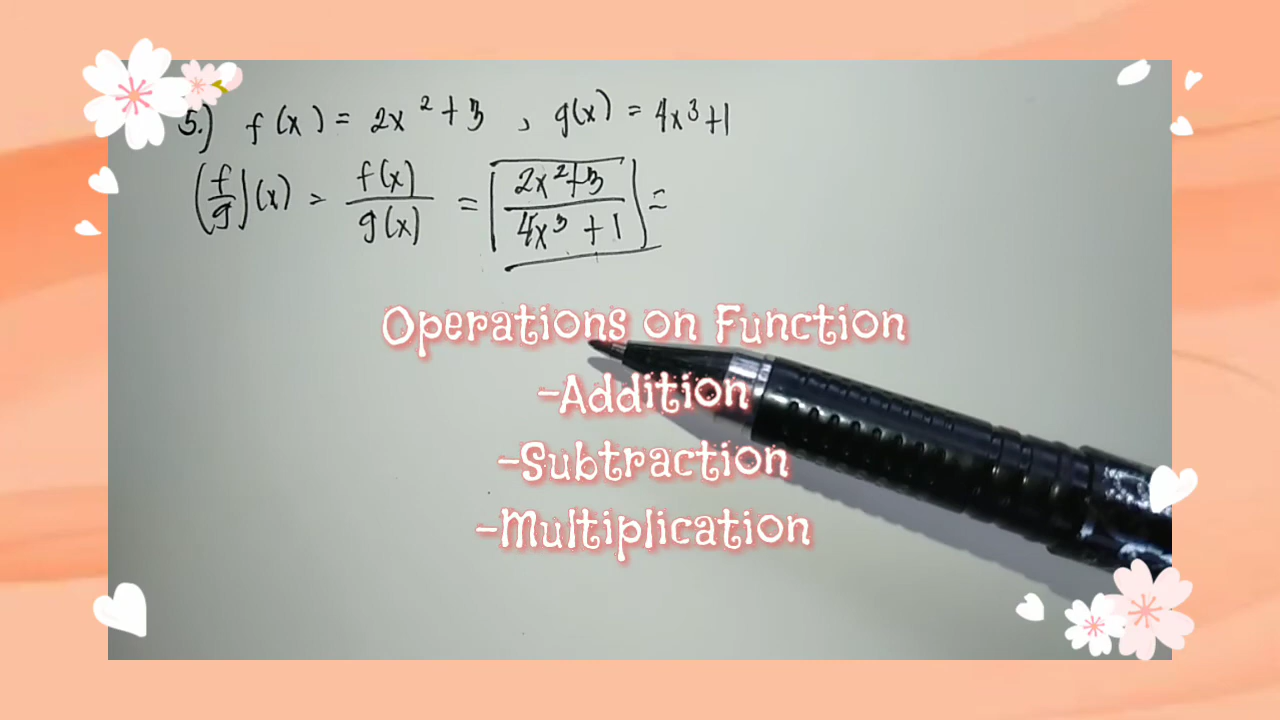 5.) f(x) = 2x² + 3 , g(x) = 4x³ + 1
(f/g)(x) = f(x)/g(x) = [2x²+3/4x³ + 1] =
Operations on Function
-Addition
-Subtraction
-Multiplication